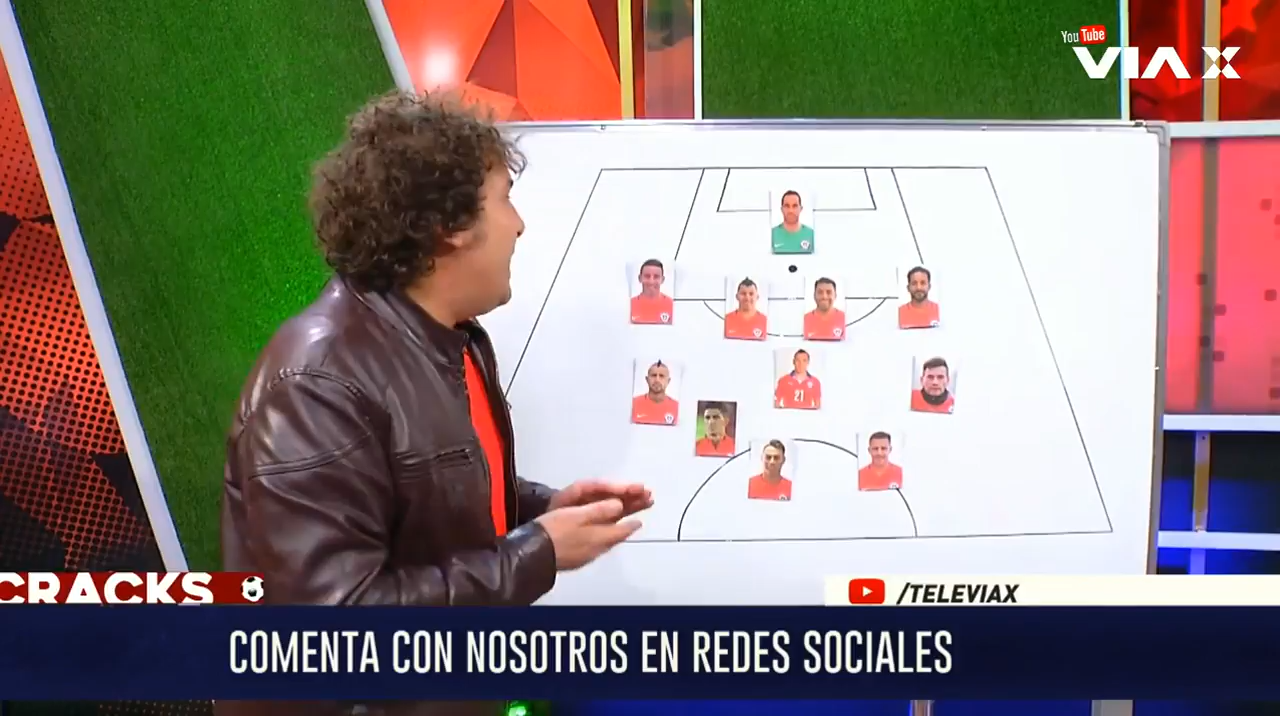 You Tube
VIA X
21
CRACKS
/TELEVIAX
COMENTA CON NOSOTROS EN REDES SOCIALES